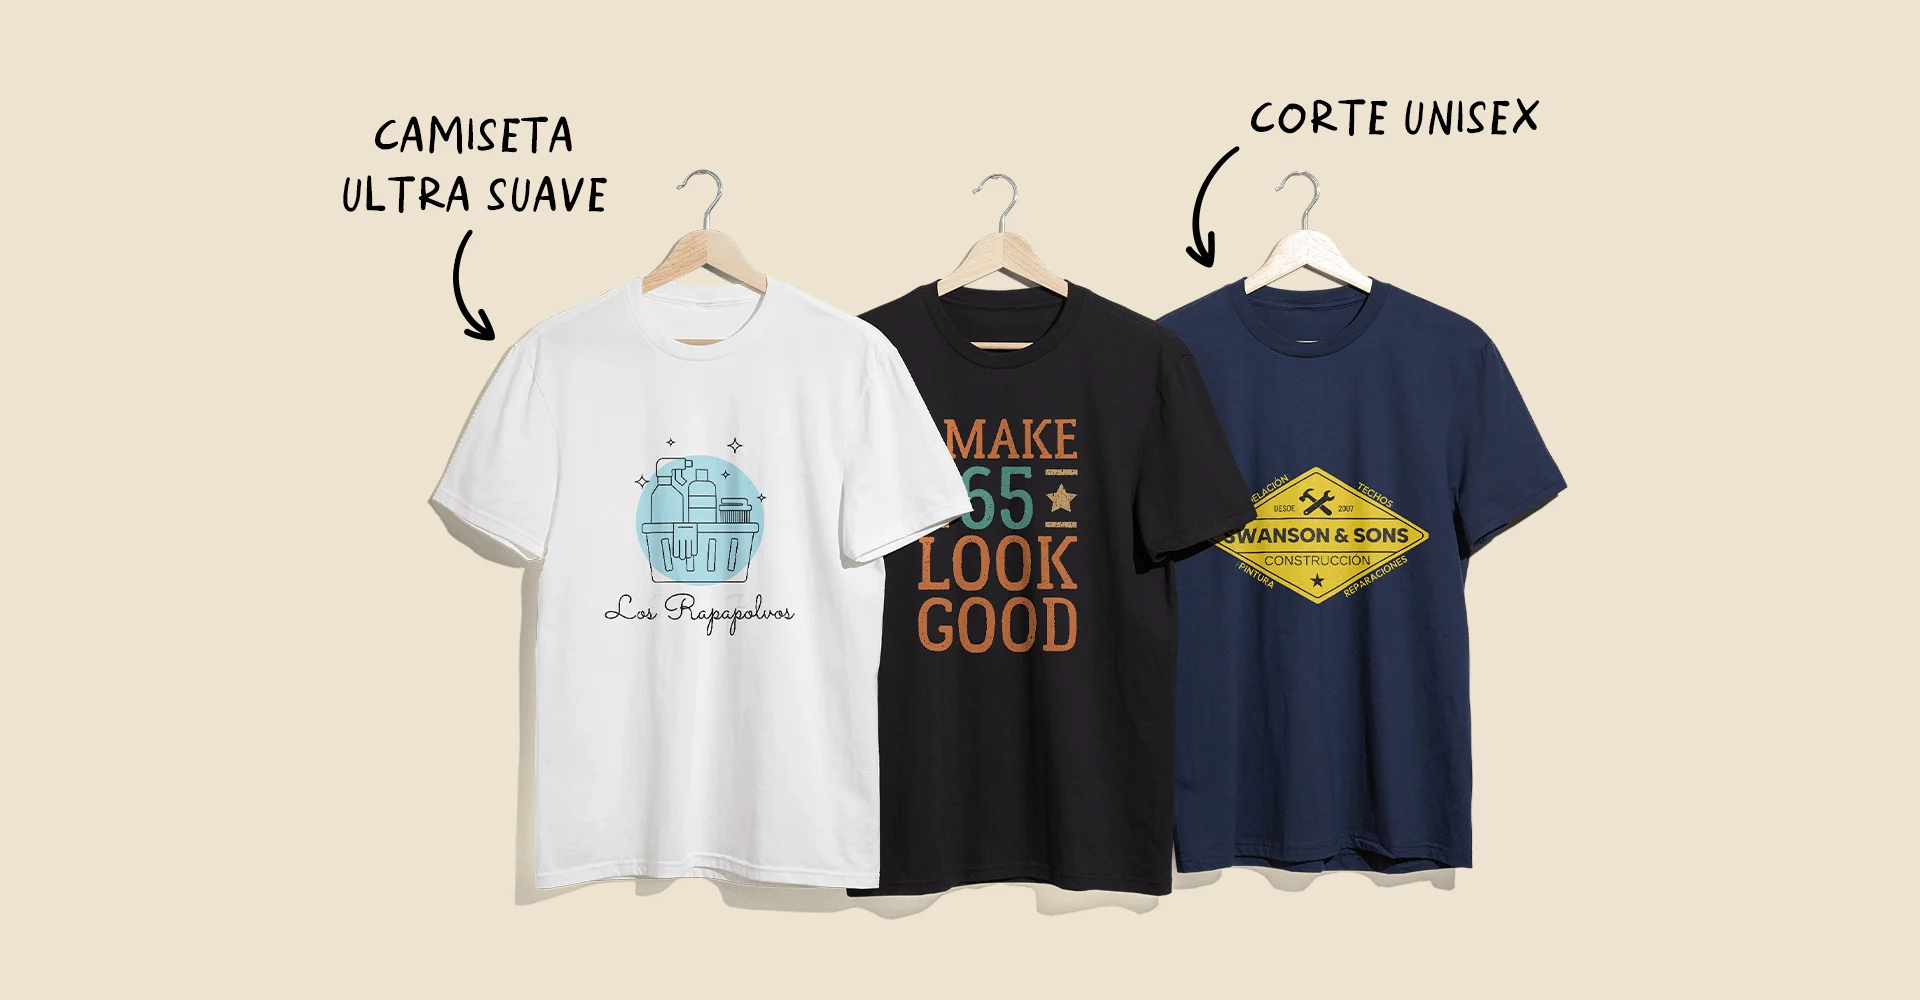 CAMISETA
ULTRA SUAVE
CORTE UNISEX
Los Rapapolvos
MAKE
65
LOOK
GOOD
TECHOS
DESDE 2007
SWANSON & SONS
CONSTRUCCIÓN
PINTURA
REPARACIONES